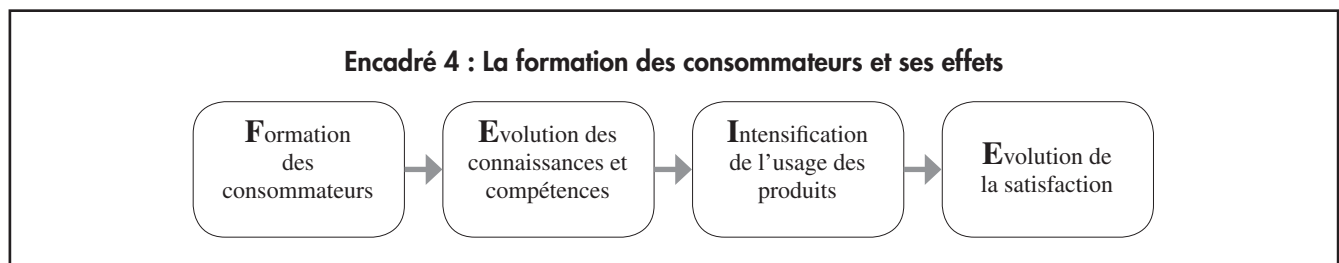 Encadré 4 : La formation des consommateurs et ses effets
Formation
des
consommateurs
Evolution des
connaissances et
compétences
Intensification
de l’usage des
produits
Evolution de
la satisfaction